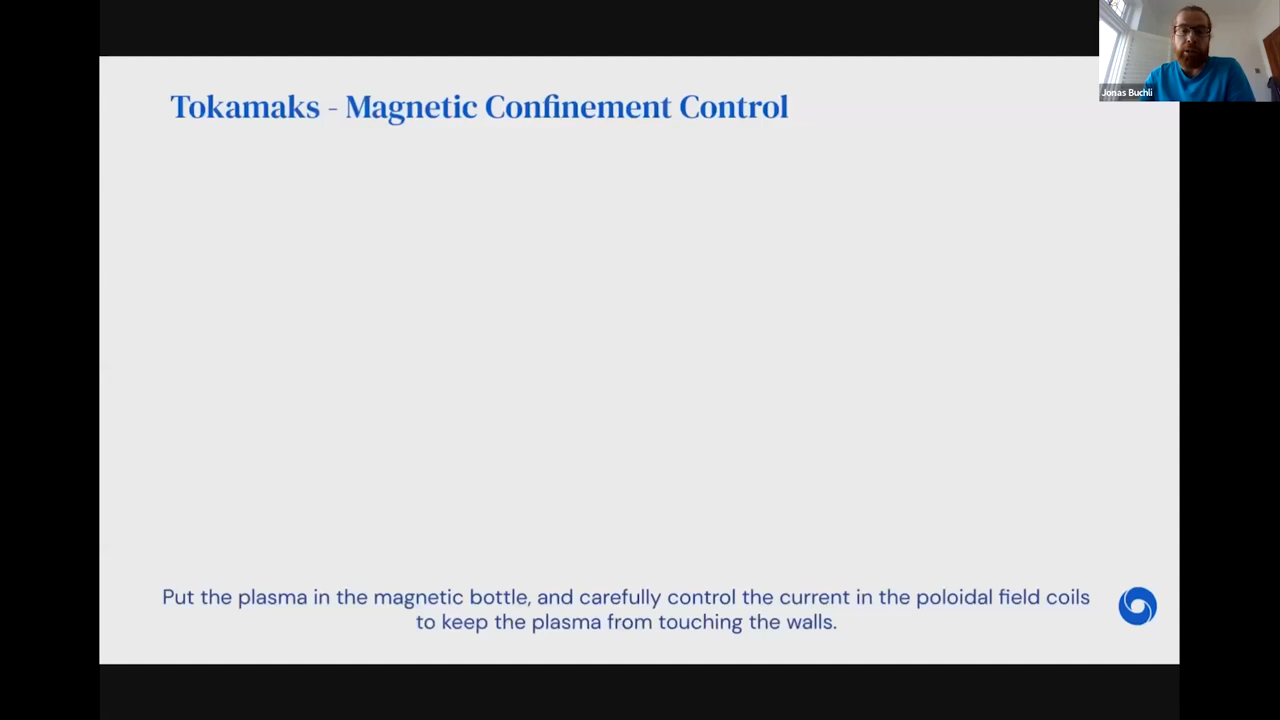 Tokamaks - Magnetic Confinement Control
Jonas Buchli
Put the plasma in the magnetic bottle, and carefully control the current in the poloidal field coils
to keep the plasma from touching the walls.